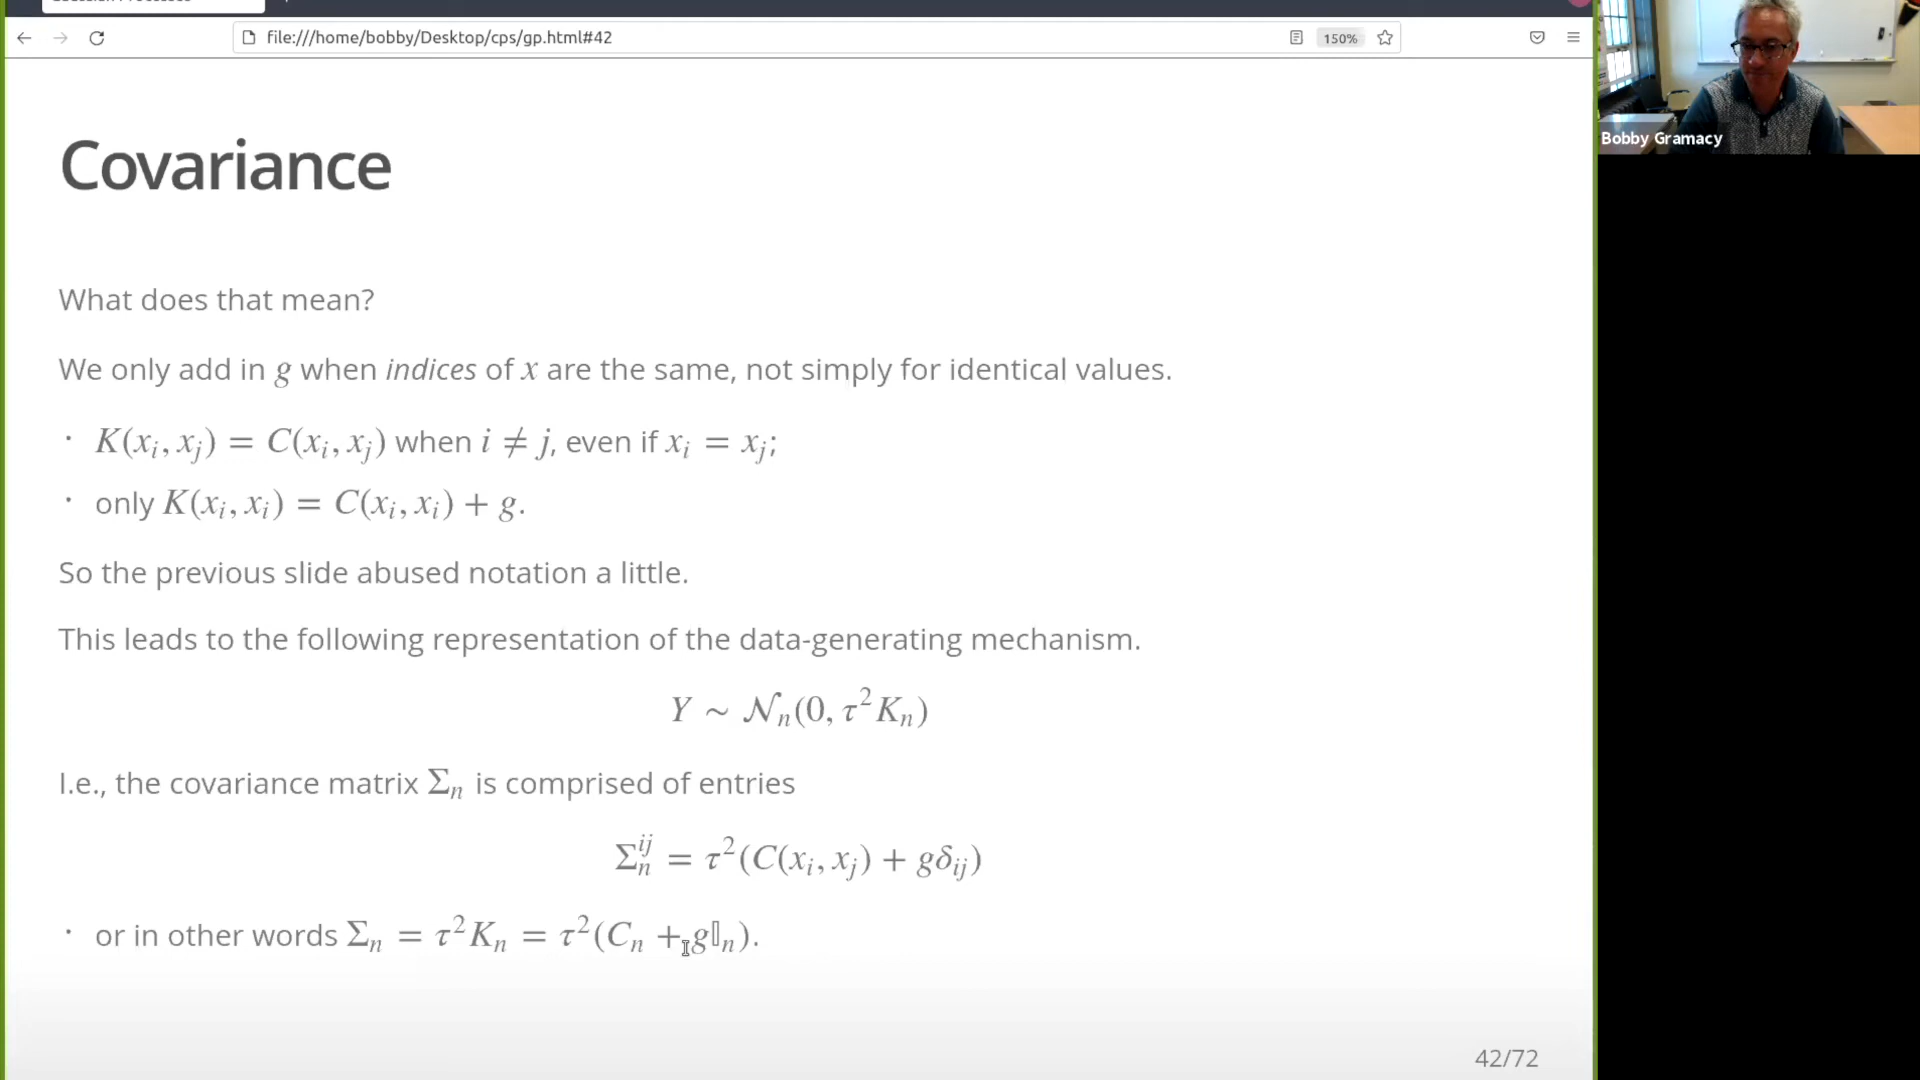 file:///home/bobby/Desktop/cps/gp.html#42
150%
Bobby Gramacy
Covariance
What does that mean?
We only add in g when indices of x are the same, not simply for identical values.
· K(xᵢ, xⱼ) = C(xᵢ, xⱼ) when i ≠ j, even if xᵢ = xⱼ;
· only K(xᵢ, xᵢ) = C(xᵢ, xᵢ) + g.
So the previous slide abused notation a little.
This leads to the following representation of the data-generating mechanism.
Y ∼ 𝒩ₙ(0, τ²Kₙ)
I.e., the covariance matrix Σₙ is comprised of entries
Σₙ^{ij} = τ²(C(xᵢ, xⱼ) + gδᵢⱼ)
· or in other words Σₙ = τ²Kₙ = τ²(Cₙ + g▯ₙ).
42/72